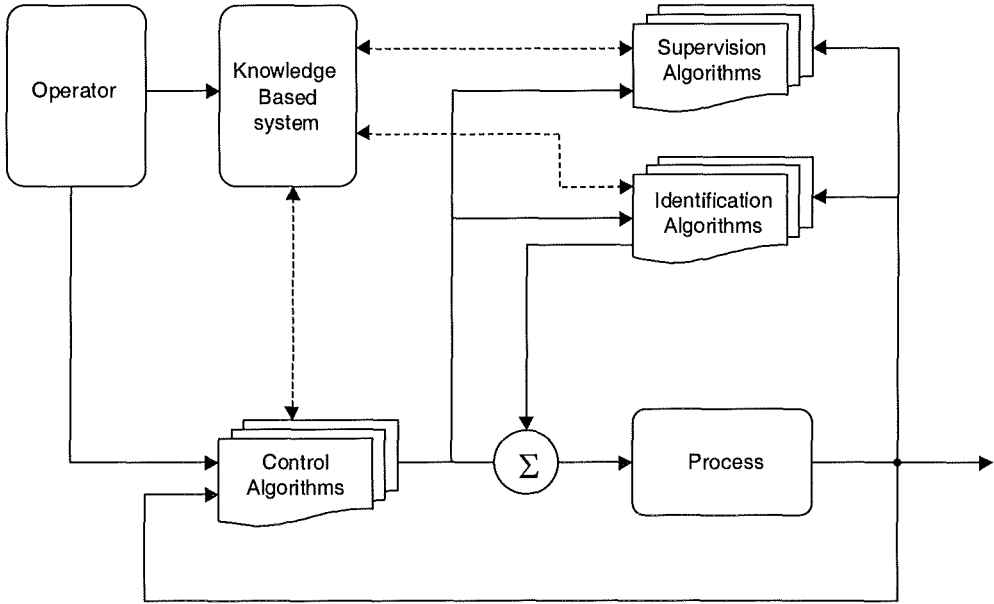 Operator
Knowledge
Based
system
Supervision
Algorithms
Identification
Algorithms
Control
Algorithms
Σ
Process